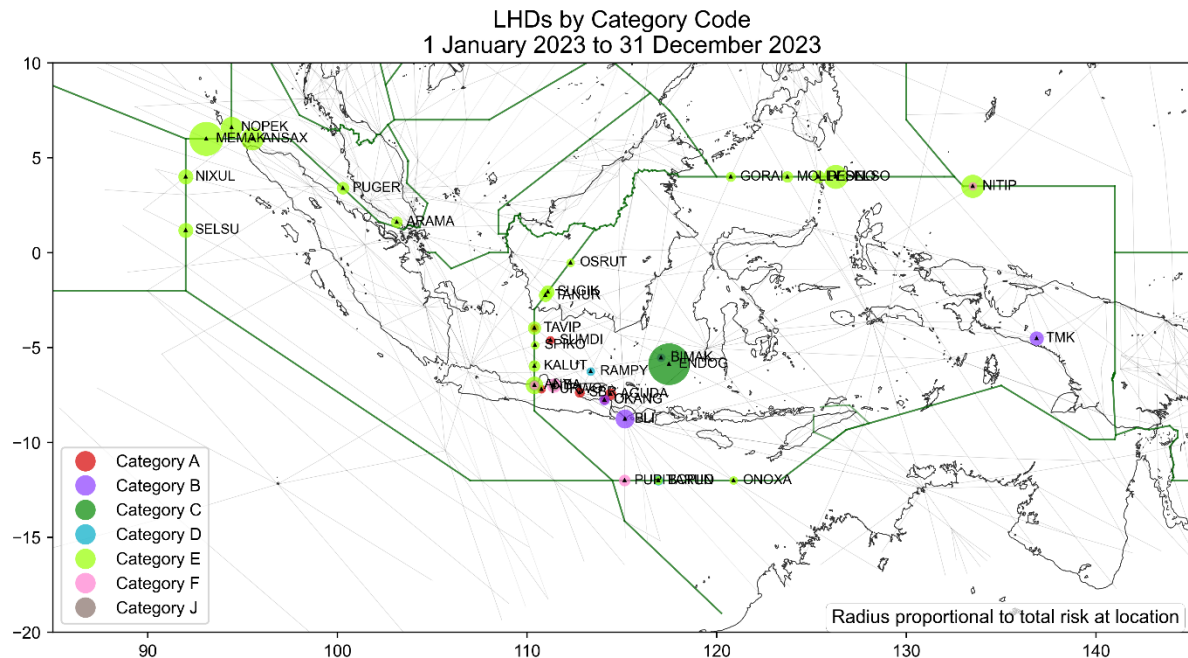 LHDs by Category Code
1 January 2023 to 31 December 2023
10
5
0
−5
−10
−15
−20
90
100
110
120
130
140
NOPEK
NIXUL
SELSU
PUGER
ARAMA
GORAI
NITIP
OSRUT
SUGIK
TANUR
TAVIP
SUMDI
SPIKO
KALUT
RAMPY
BIMAK
ENDOG
TMK
BLI
ONOXA
Category A
Category B
Category C
Category D
Category E
Category F
Category J
Radius proportional to total risk at location